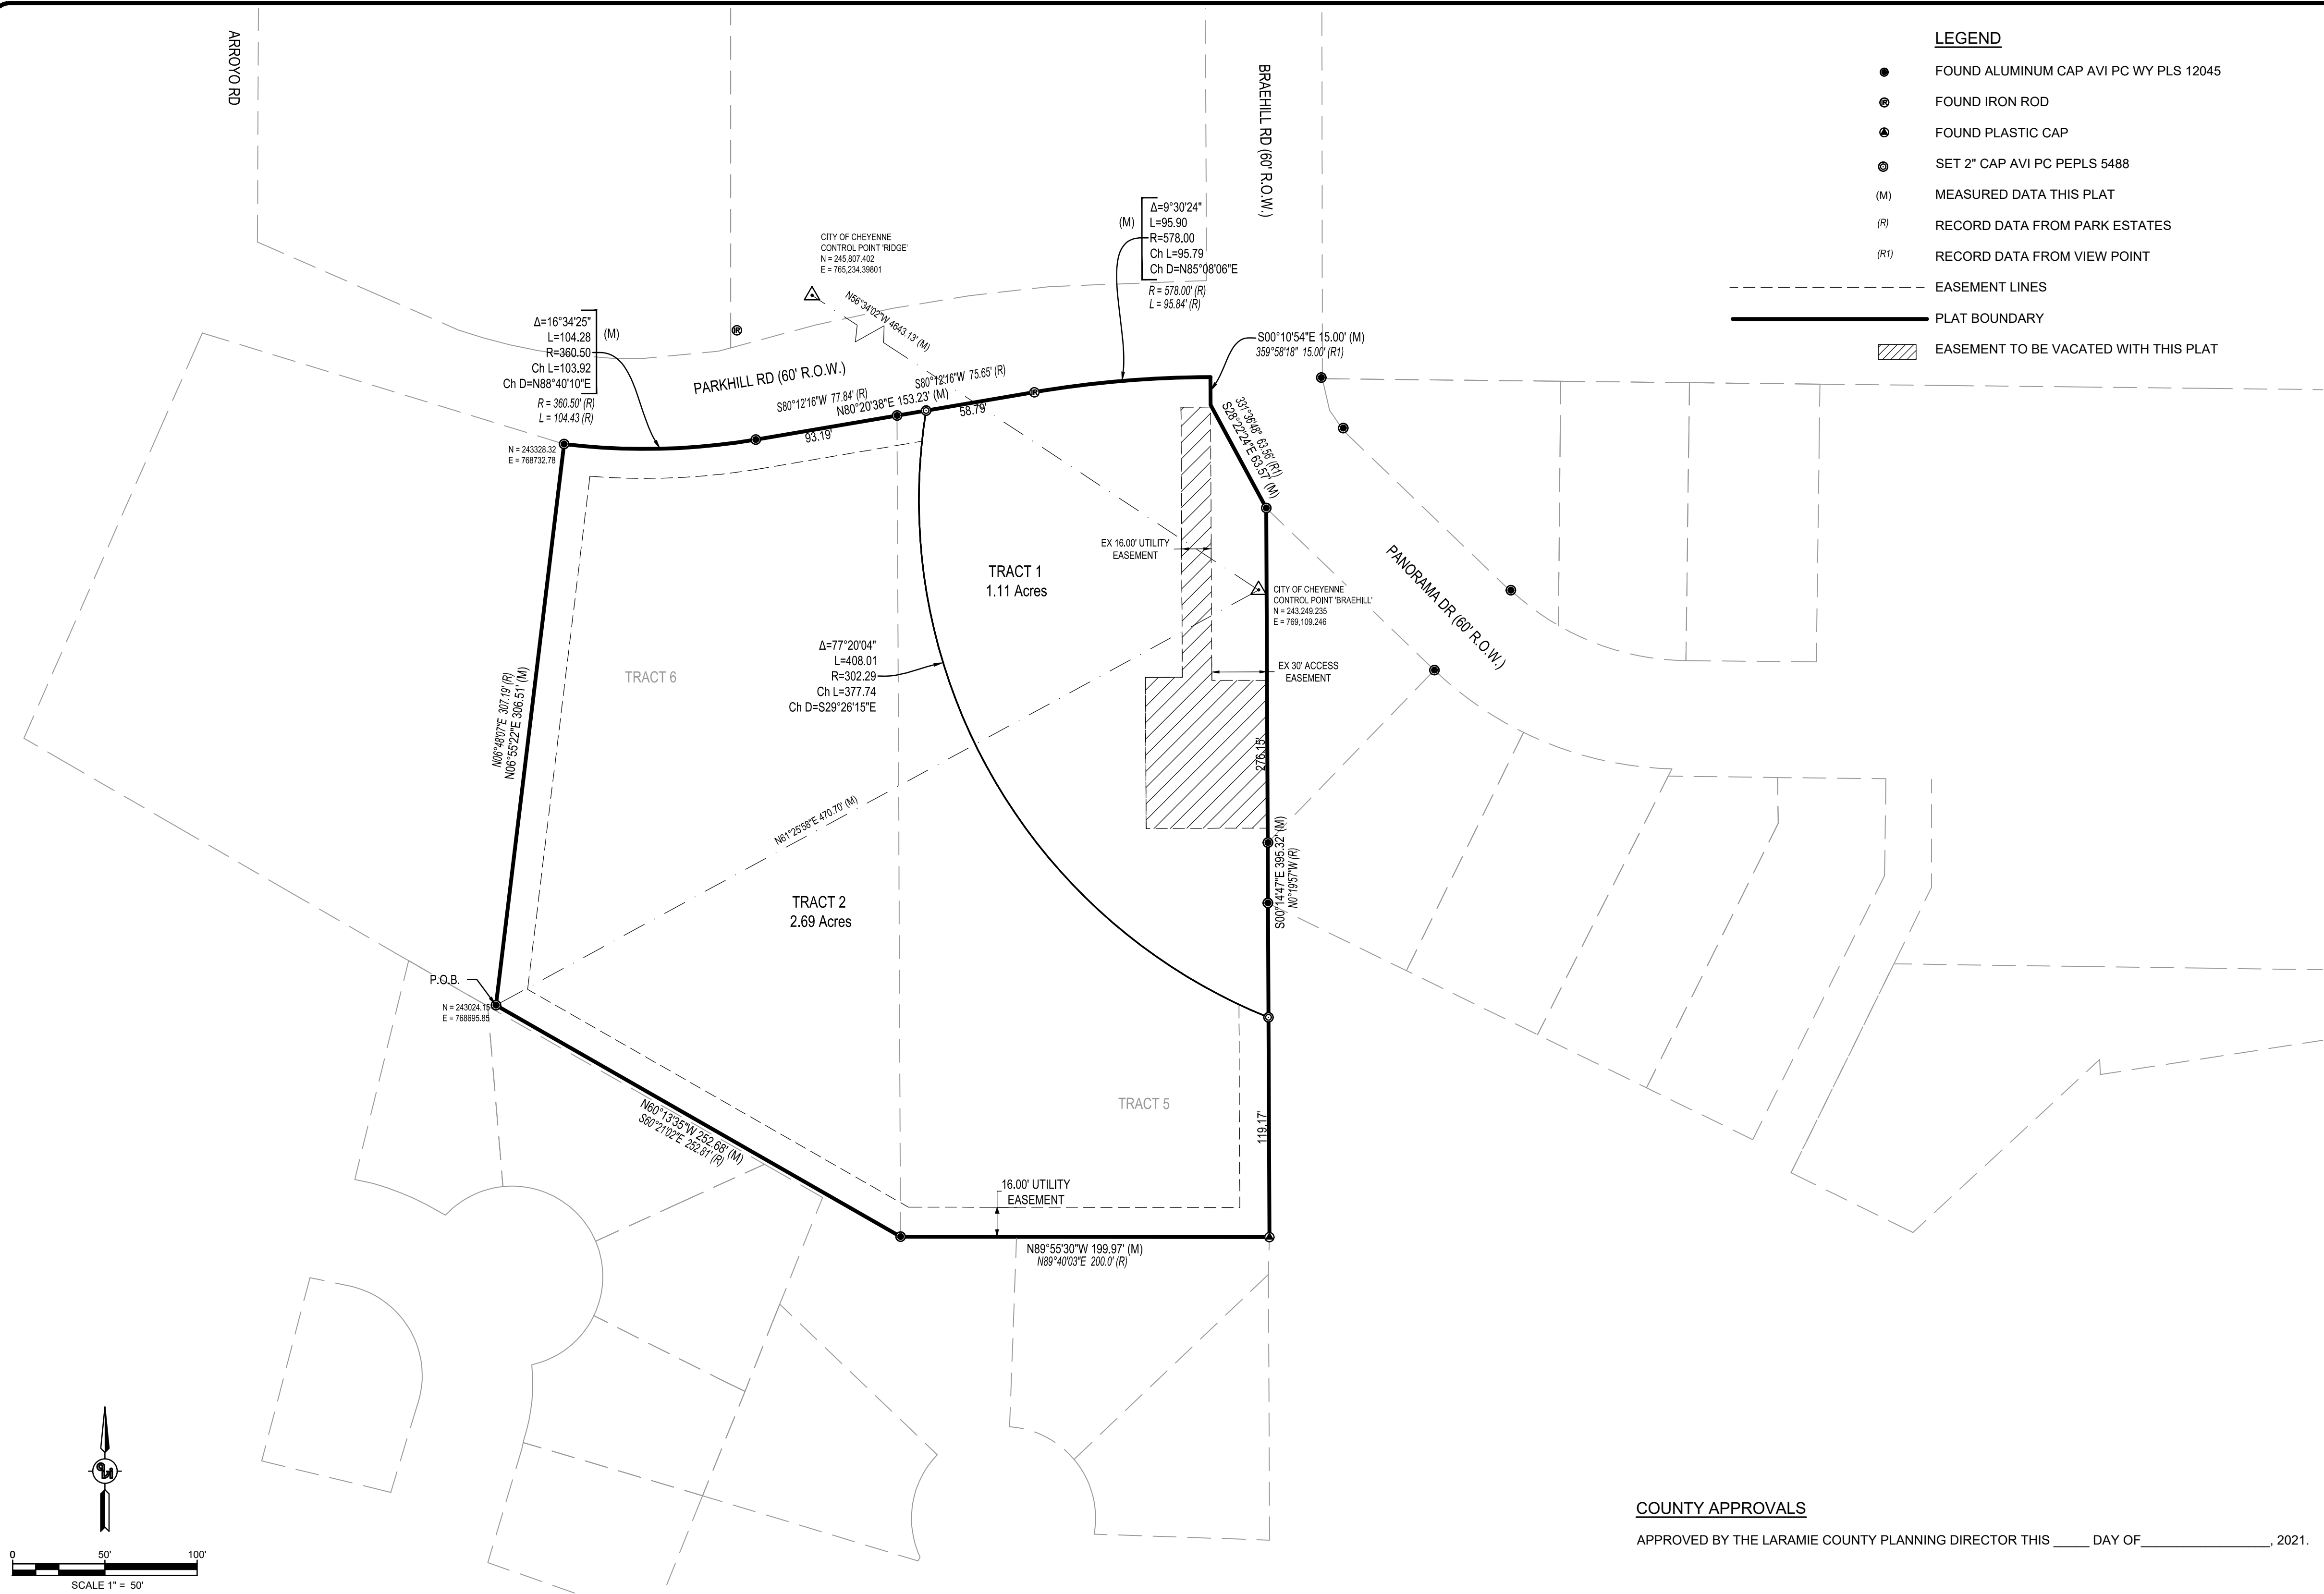 ARROYO RD
BRAEHILL RD (60' R.O.W.)
LEGEND
FOUND ALUMINUM CAP AVI PC WY PLS 12045
FOUND IRON ROD
FOUND PLASTIC CAP
SET 2" CAP AVI PC PEPLS 5488
(M) MEASURED DATA THIS PLAT
(R) RECORD DATA FROM PARK ESTATES
(R1) RECORD DATA FROM VIEW POINT
EASEMENT LINES
PLAT BOUNDARY
EASEMENT TO BE VACATED WITH THIS PLAT
Δ=9°30'24"
(M) L=95.90
R=578.00
Ch L=95.79
Ch D=N85°08'06"E
R = 578.00' (R)
L = 95.84' (R)
CITY OF CHEYENNE
CONTROL POINT 'RIDGE'
N = 245,807.402
E = 765,234.39801
N56°34'02"W 4643.13' (M)
Δ=16°34'25"
L=104.28 (M)
R=360.50
Ch L=103.92
Ch D=N88°40'10"E
R = 360.50' (R)
L = 104.43 (R)
PARKHILL RD (60' R.O.W.)
S80°12'16"W 77.84' (R)
S80°12'16"W 75.65' (R)
N80°20'38"E 153.23' (M)
93.19'
58.79'
S00°10'54"E 15.00' (M)
359°58'18" 15.00' (R1)
331°36'48" 63.56' (R1)
S28°22'24"E 63.57' (M)
N = 243328.32
E = 768732.78
EX 16.00' UTILITY
EASEMENT
TRACT 1
1.11 Acres
PANORAMA DR (60' R.O.W.)
CITY OF CHEYENNE
CONTROL POINT 'BRAEHILL'
N = 243,249.235
E = 769,109.246
Δ=77°20'04"
L=408.01
R=302.29
Ch L=377.74
Ch D=S29°26'15"E
TRACT 6
EX 30' ACCESS
EASEMENT
N06°48'07"E 307.19' (R)
N06°55'22"E 306.51' (M)
276.15'
N61°25'58"E 470.70' (M)
S00°14'47"E 395.32' (M)
N0°19'57"W (R)
TRACT 2
2.69 Acres
P.O.B.
N = 243024.15
E = 768695.85
TRACT 5
119.17'
N60°13'35"W 252.68' (M)
S60°21'02"E 252.81' (R)
16.00' UTILITY
EASEMENT
N89°55'30"W 199.97' (M)
N89°40'03"E 200.0' (R)
avi
0 50' 100'
SCALE 1" = 50'
COUNTY APPROVALS
APPROVED BY THE LARAMIE COUNTY PLANNING DIRECTOR THIS _____ DAY OF__________________, 2021.